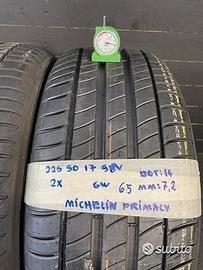 225 50 17 98V DOT:16
2X GW 65 MM:7,2
MICHELIN PRIMACY
subito